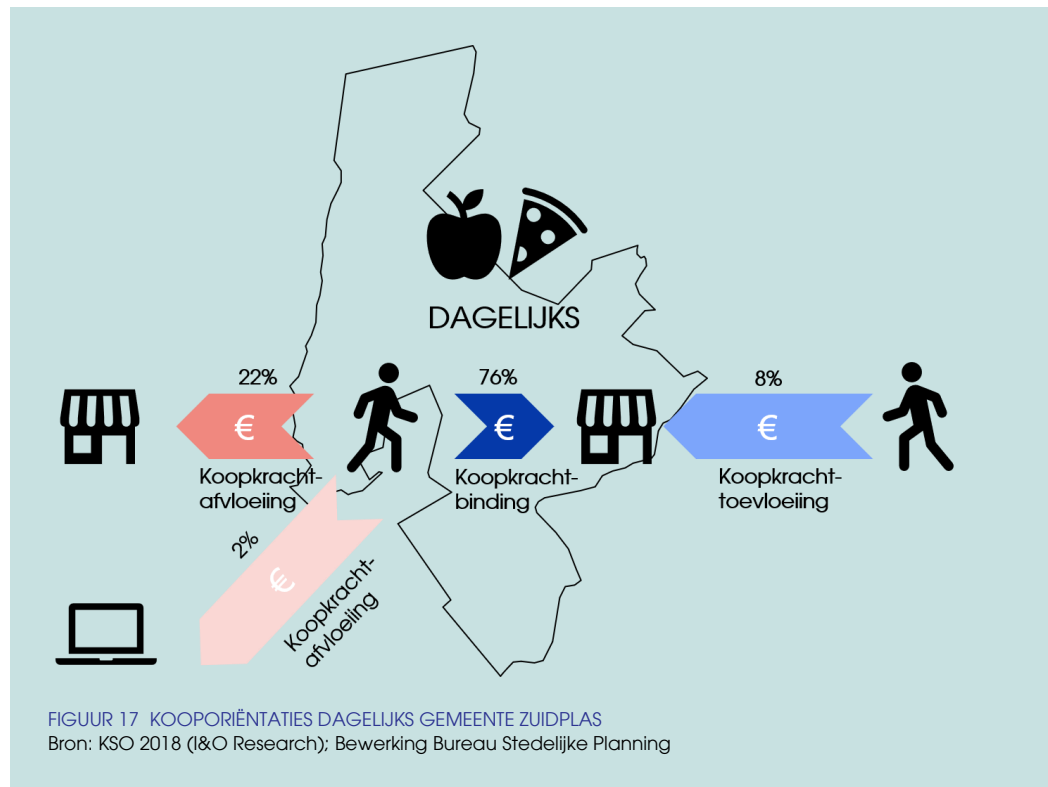 DAGELIJKS
22%
€
Koopkracht-
afvloeiing
76%
€
Koopkracht-
binding
8%
€
Koopkracht-
toevloeiing
2%
€
Koopkracht-
afvloeiing
FIGUUR 17 KOOPORIËNTATIES DAGELIJKS GEMEENTE ZUIDPLAS
Bron: KSO 2018 (I&O Research); Bewerking Bureau Stedelijke Planning